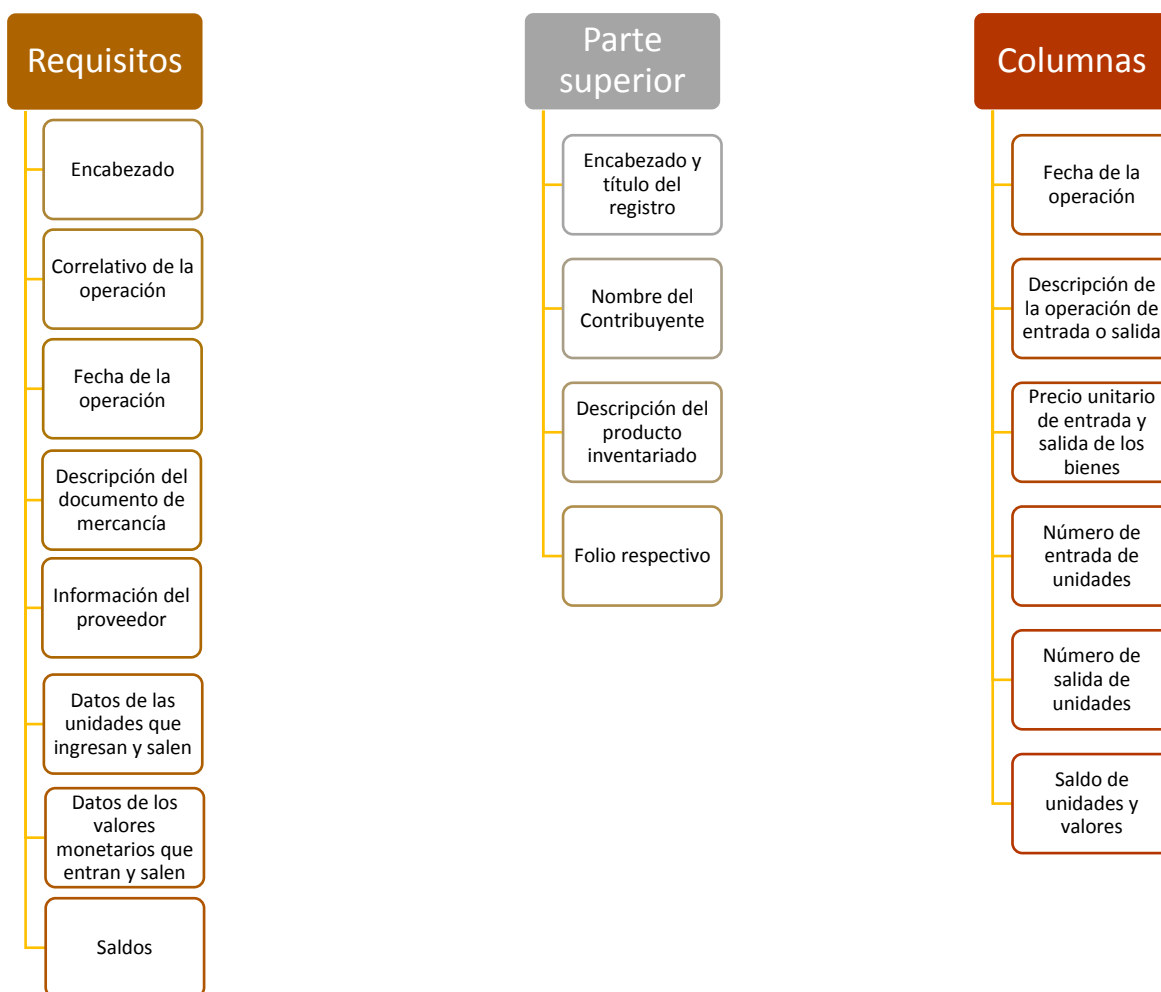 Requisitos
Encabezado
Correlativo de la
operación
Fecha de la
operación
Descripción del
documento de
mercancía
Información del
proveedor
Datos de las
unidades que
ingresan y salen
Datos de los
valores
monetarios que
entran y salen
Saldos
Parte
superior
Encabezado y
título del
registro
Nombre del
Contribuyente
Descripción del
producto
inventariado
Folio respectivo
Columnas
Fecha de la
operación
Descripción de
la operación de
entrada o salida
Precio unitario
de entrada y
salida de los
bienes
Número de
entrada de
unidades
Número de
salida de
unidades
Saldo de
unidades y
valores